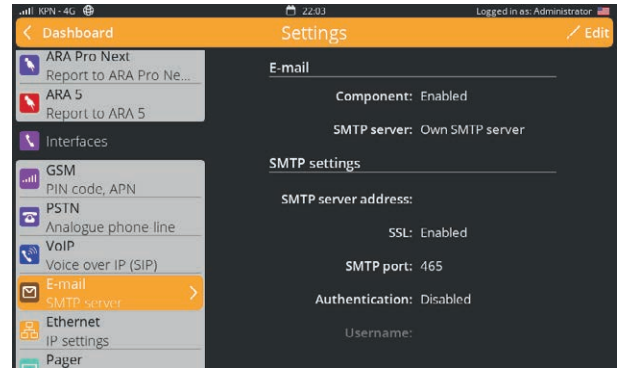 KPN - 4G 22:03 Logged in as: Administrator
Dashboard Settings Edit
ARA Pro Next
Report to ARA Pro Ne...
ARA 5
Report to ARA 5
Interfaces
GSM
PIN code, APN
PSTN
Analogue phone line
VoIP
Voice over IP (SIP)
E-mail
SMTP server
Ethernet
IP settings
Pager
E-mail
Component: Enabled
SMTP server: Own SMTP server
SMTP settings
SMTP server address:
SSL: Enabled
SMTP port: 465
Authentication: Disabled
Username: